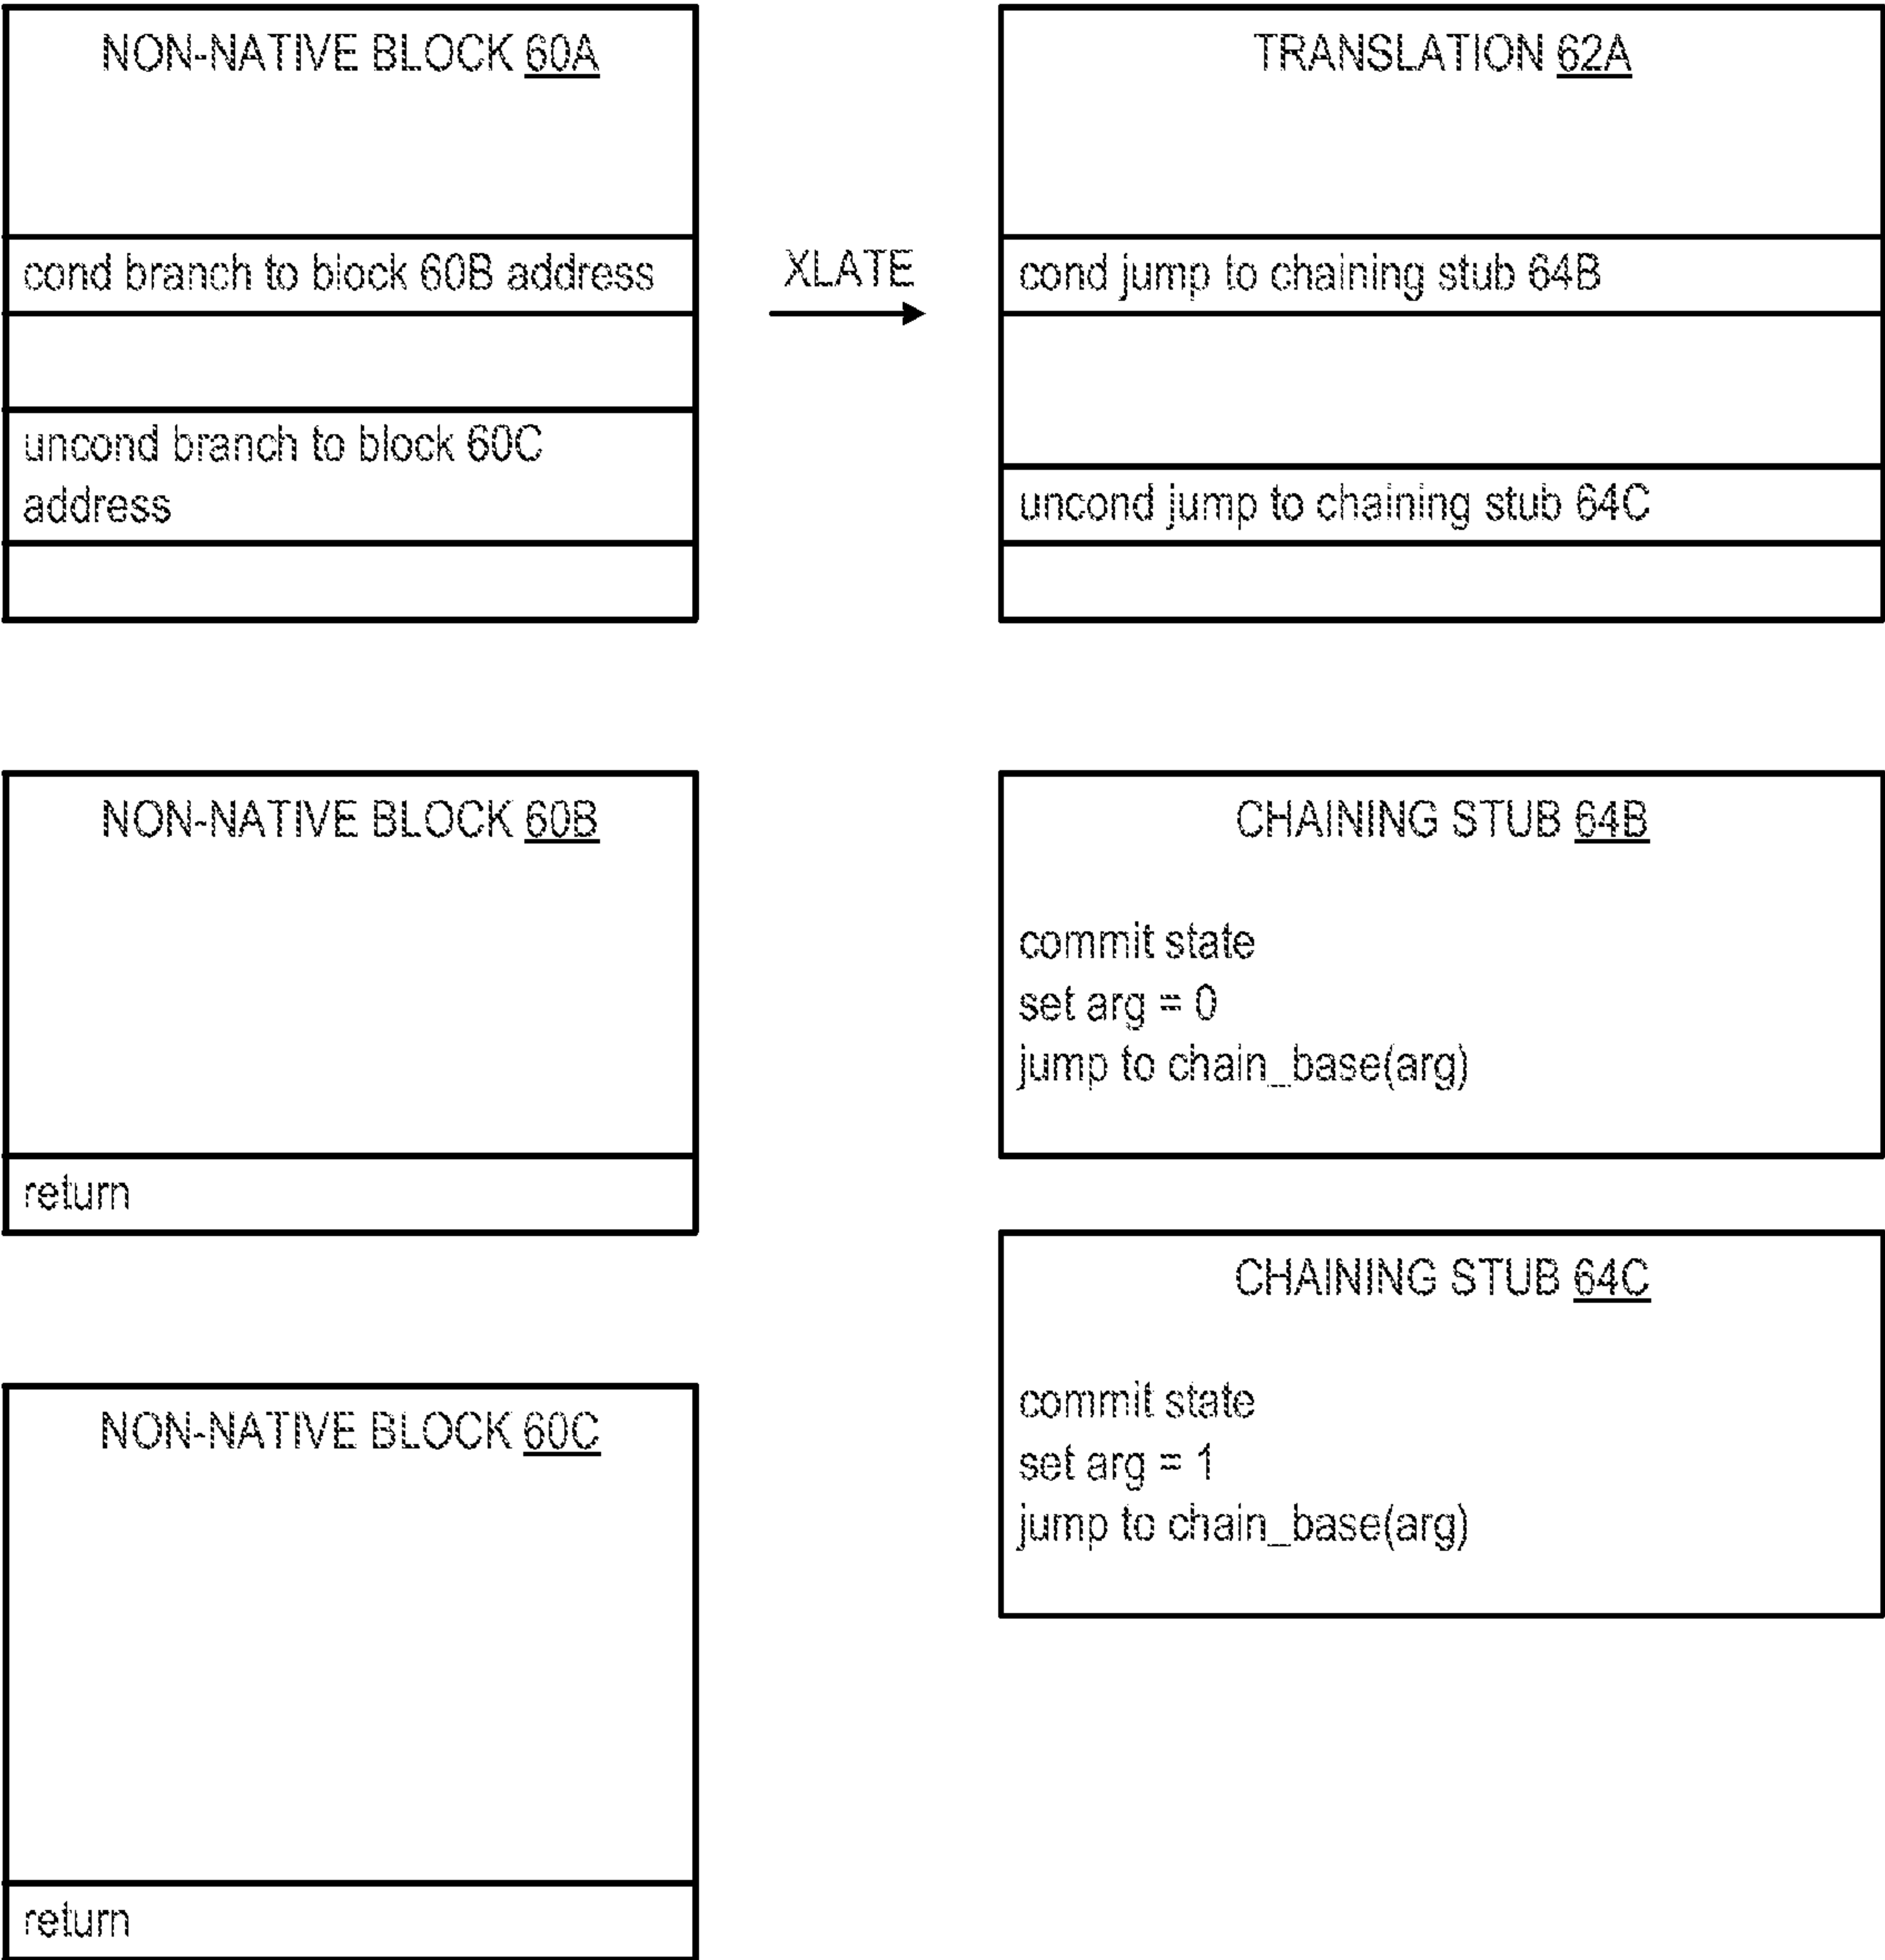 NON-NATIVE BLOCK 60A
cond branch to block 60B address
uncond branch to block 60C
address
XLATE
TRANSLATION 62A
cond jump to chaining stub 64B
uncond jump to chaining stub 64C
NON-NATIVE BLOCK 60B
return
CHAINING STUB 64B
commit state
set arg = 0
jump to chain_base(arg)
CHAINING STUB 64C
commit state
set arg = 1
jump to chain_base(arg)
NON-NATIVE BLOCK 60C
return